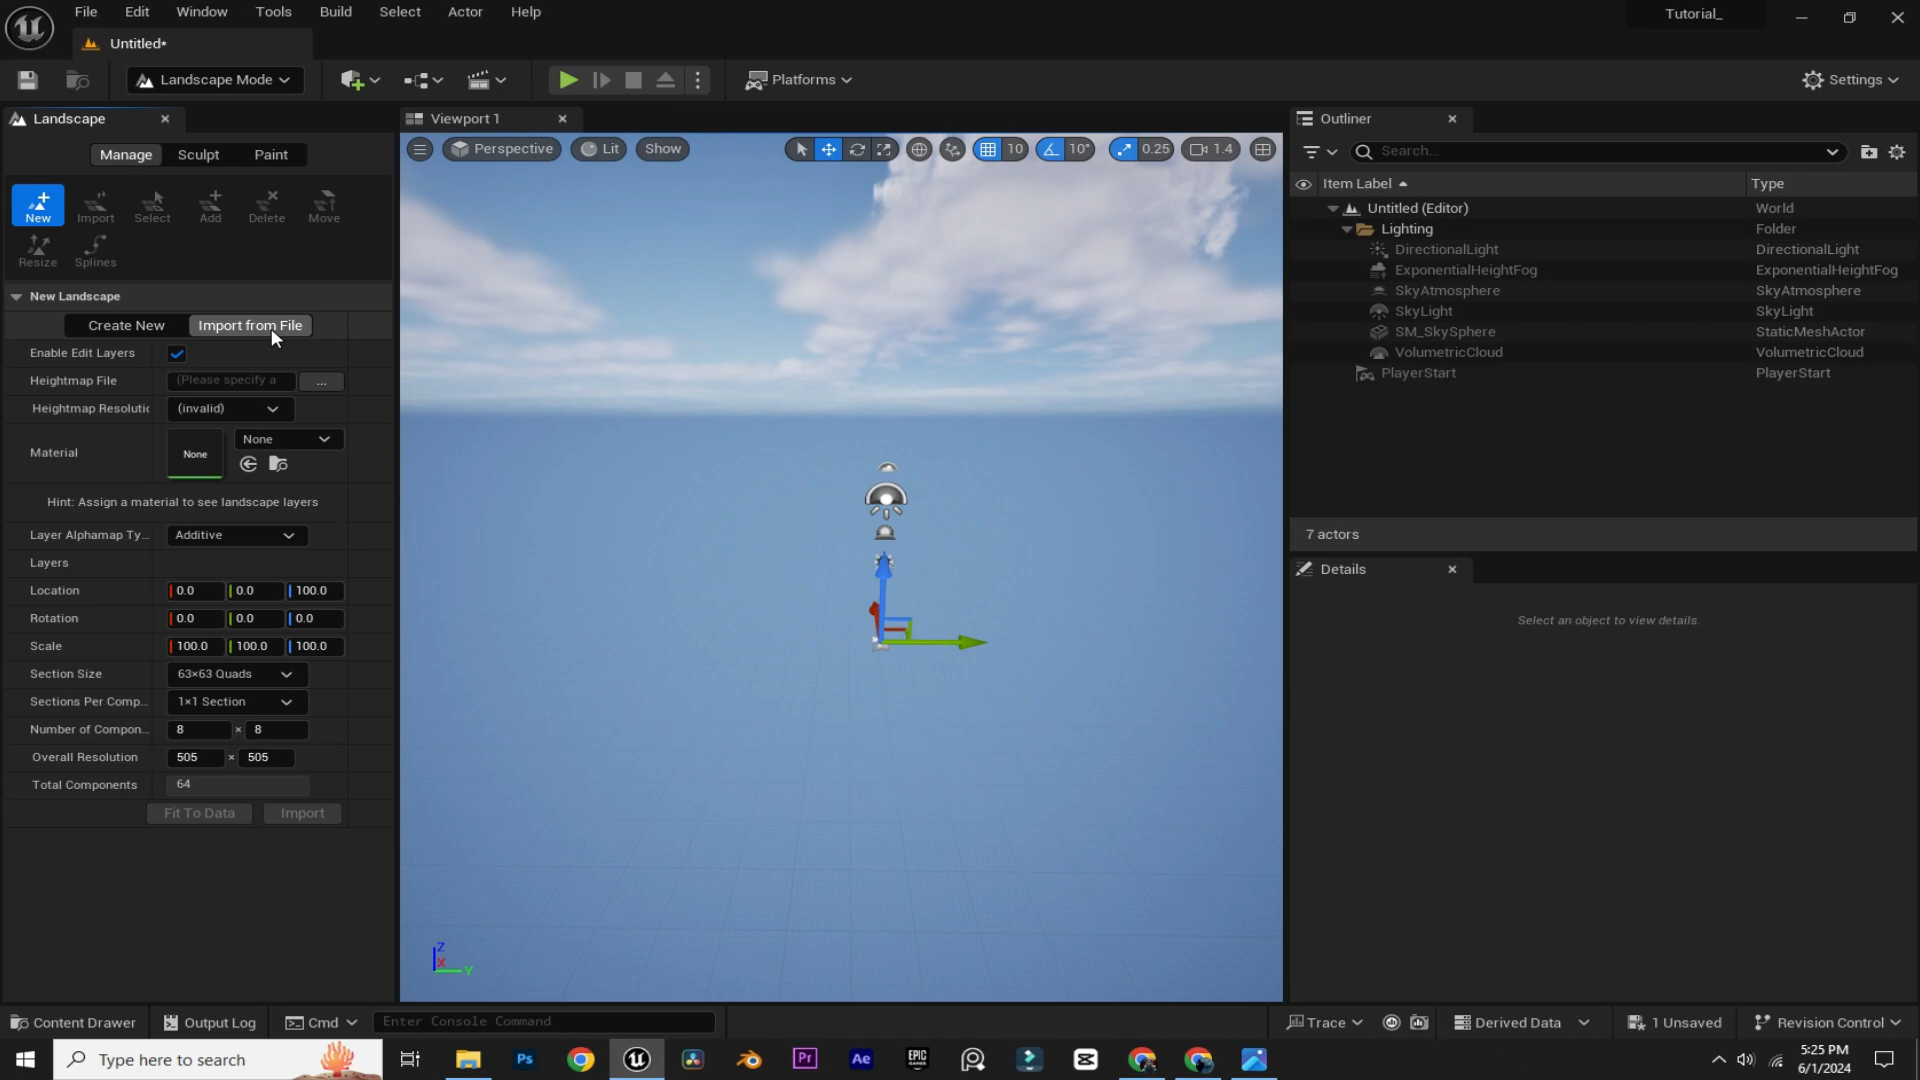 File Edit Window Tools Build Select Actor Help
Tutorial_
Untitled*
Landscape Mode
Platforms
Settings
Landscape
Viewport 1
Outliner
Manage Sculpt Paint
Perspective Lit Show
10 10° 0.25 1.4
Search...
New Import Select Add Delete Move
Resize Splines
Item Label Type
Untitled (Editor) World
Lighting Folder
DirectionalLight DirectionalLight
ExponentialHeightFog ExponentialHeightFog
SkyAtmosphere SkyAtmosphere
SkyLight SkyLight
SM_SkySphere StaticMeshActor
VolumetricCloud VolumetricCloud
PlayerStart PlayerStart
7 actors
Details
Select an object to view details.
New Landscape
Create New Import from File
Enable Edit Layers
Heightmap File (Please specify a ...
Heightmap Resolutic (invalid)
Material None None
Hint: Assign a material to see landscape layers
Layer Alphamap Ty... Additive
Layers
Location 0.0 0.0 100.0
Rotation 0.0 0.0 0.0
Scale 100.0 100.0 100.0
Section Size 63×63 Quads
Sections Per Comp... 1×1 Section
Number of Compon... 8 × 8
Overall Resolution 505 × 505
Total Components 64
Fit To Data Import
Z
X
Y
Content Drawer Output Log Cmd Enter Console Command
Trace Derived Data 1 Unsaved Revision Control
Type here to search
Ps Pr Ae EPIC GAMES
5:25 PM
6/1/2024